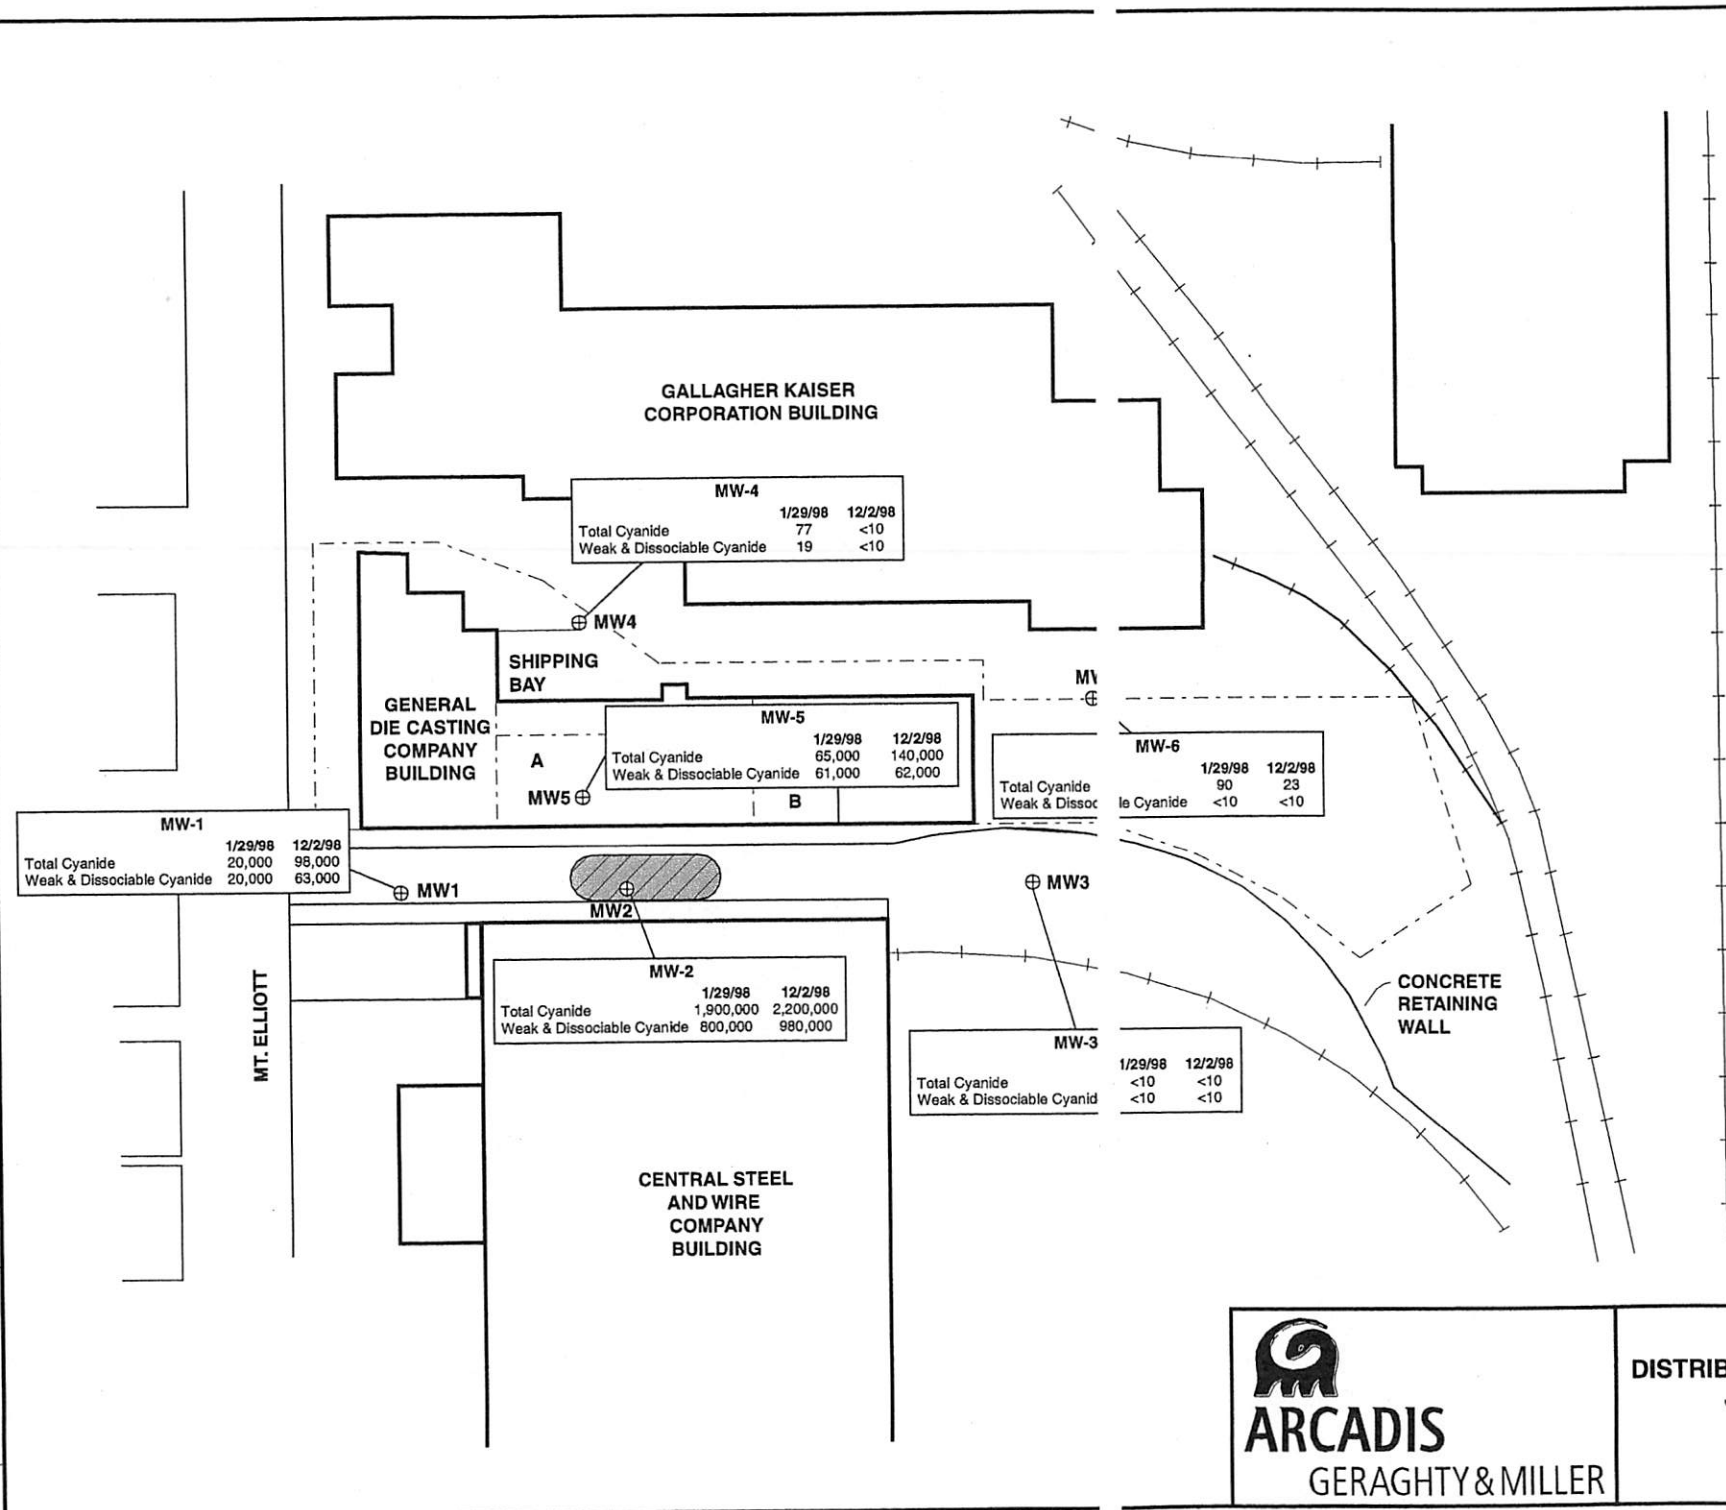 GALLAGHER KAISER
CORPORATION BUILDING
MW-4
1/29/98 12/2/98
Total Cyanide 77 <10
Weak & Dissociable Cyanide 19 <10
MW4
SHIPPING
BAY
GENERAL
DIE CASTING
COMPANY
BUILDING
MW-5
1/29/98 12/2/98
Total Cyanide 65,000 140,000
Weak & Dissociable Cyanide 61,000 62,000
A
MW5
B
MW-6
1/29/98 12/2/98
Total Cyanide 90 23
Weak & Dissoc le Cyanide <10 <10
MW-1
1/29/98 12/2/98
Total Cyanide 20,000 98,000
Weak & Dissociable Cyanide 20,000 63,000
MW1
MW2
MW3
MW-2
1/29/98 12/2/98
Total Cyanide 1,900,000 2,200,000
Weak & Dissociable Cyanide 800,000 980,000
MT. ELLIOTT
CONCRETE
RETAINING
WALL
MW-3
1/29/98 12/2/98
Total Cyanide <10 <10
Weak & Dissociable Cyanid <10 <10
CENTRAL STEEL
AND WIRE
COMPANY
BUILDING
ARCADIS
GERAGHTY & MILLER
DISTRIB